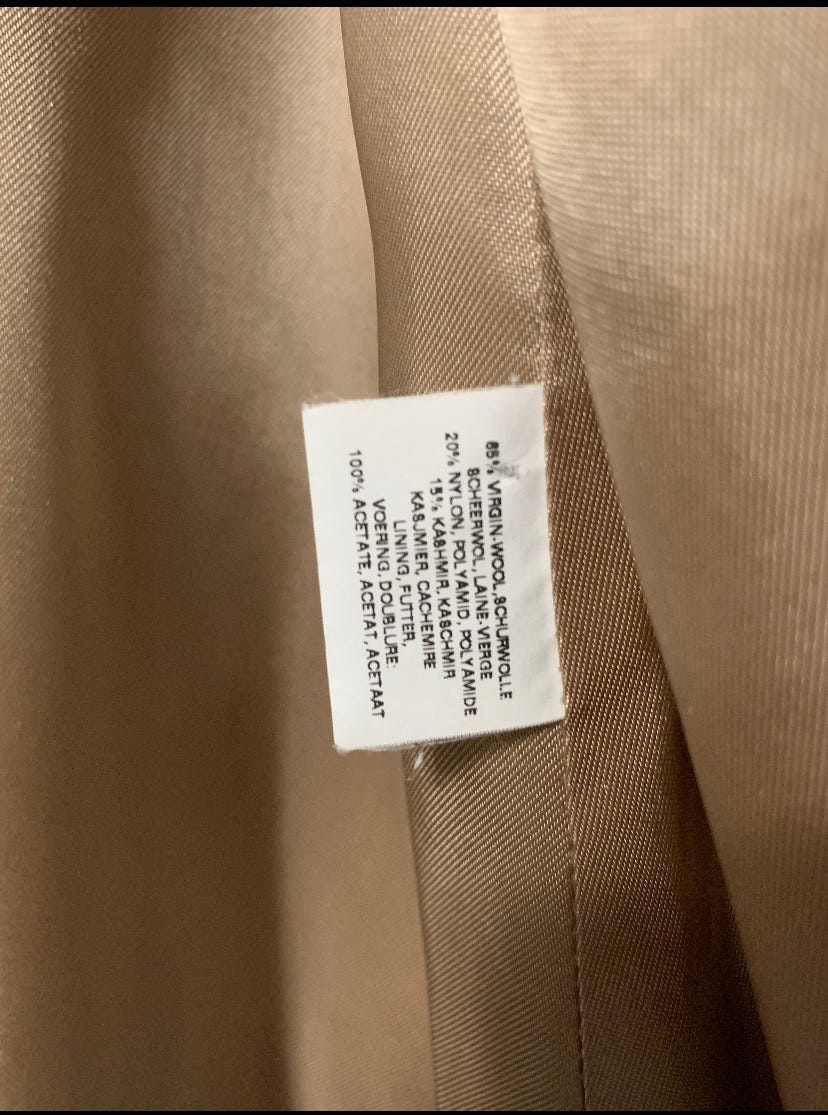 65% VIRGIN-WOOL,SCHURWOLLE
SCHEERWOL, LAINE-VIERGE
20% NYLON, POLYAMID, POLYAMIDE
15% KASHMIR, KASCHMIR
KASJMIER, CACHEMIRE
LINING, FUTTER,
VOERING, DOUBLURE:
100% ACETATE, ACETAT, ACETAAT